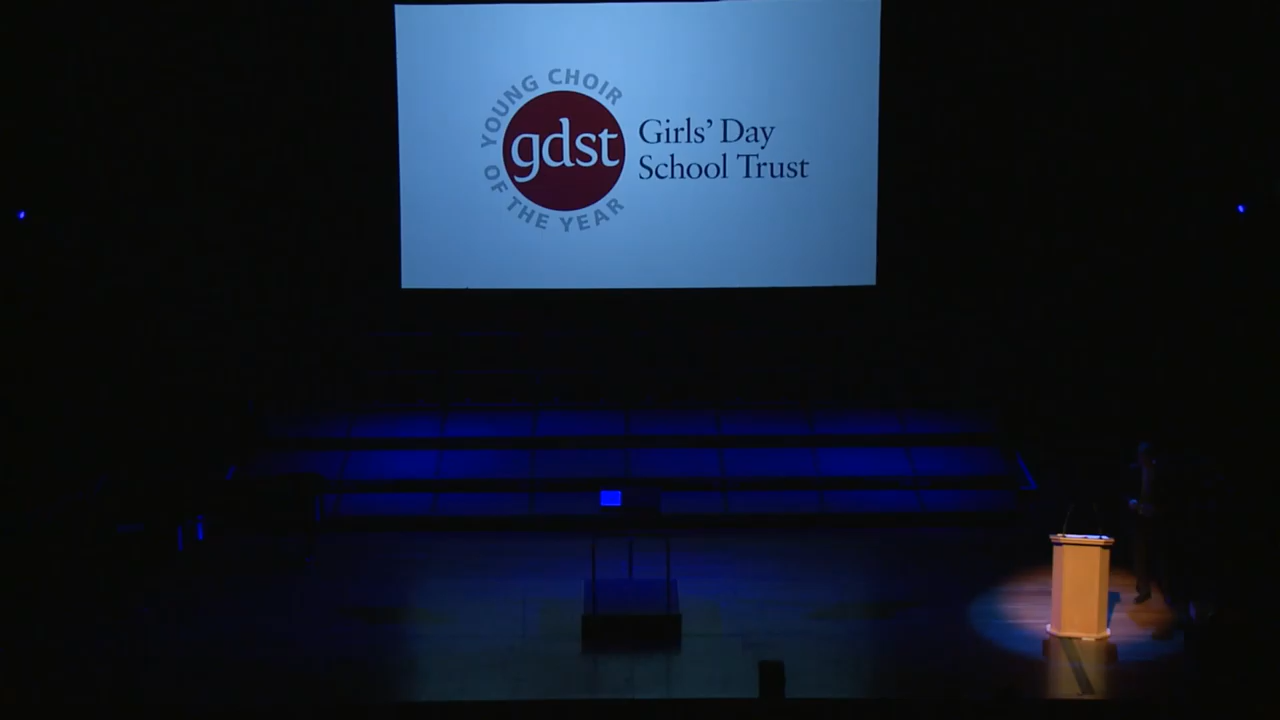 YOUNG CHOIR
OF THE YEAR
gdst
Girls' Day
School Trust